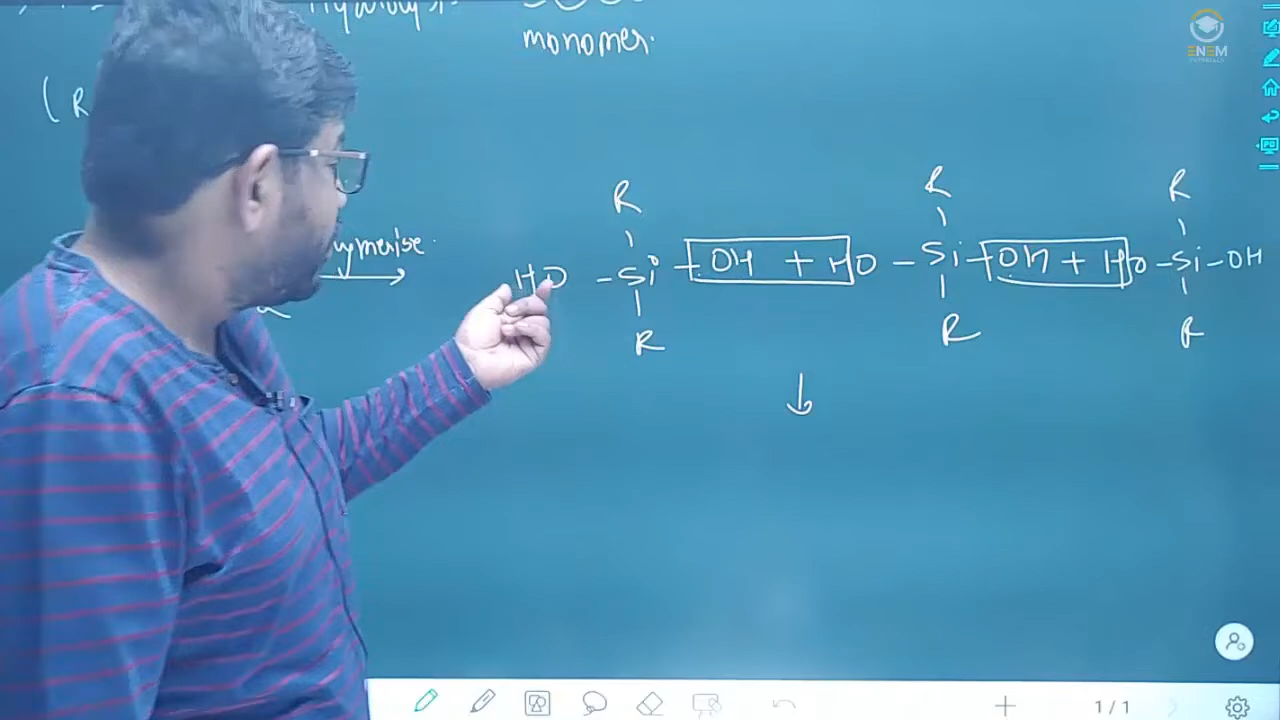 monomer.
(R
ymerise.
R R R
HO - Si - OH + HO - Si - OH + HO - Si - OH
R R R
ENEM
1/1